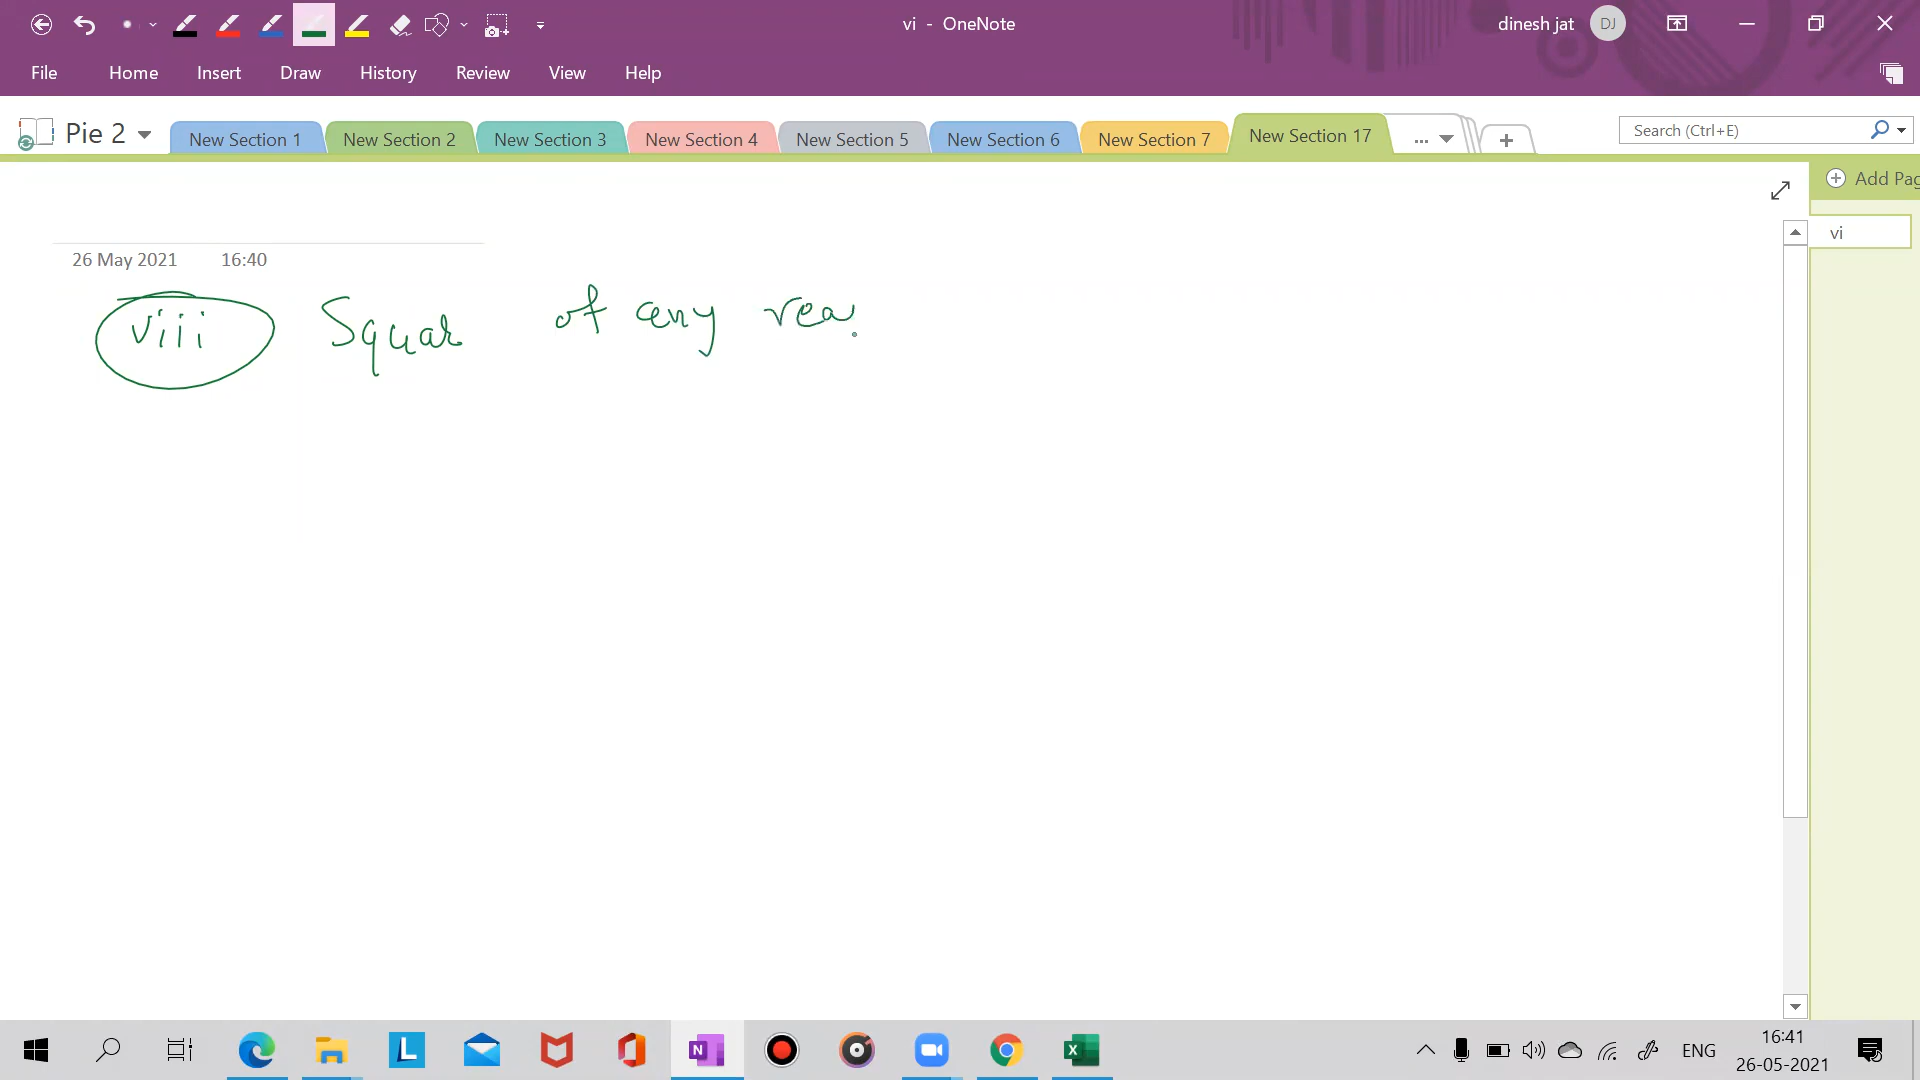 vi - OneNote
dinesh jat DJ
File Home Insert Draw History Review View Help
Pie 2 New Section 1 New Section 2 New Section 3 New Section 4 New Section 5 New Section 6 New Section 7 New Section 17 ... Search (Ctrl+E)
Add Pag
vi
26 May 2021 16:40
viii Squar of any rea
ENG 16:41
26-05-2021